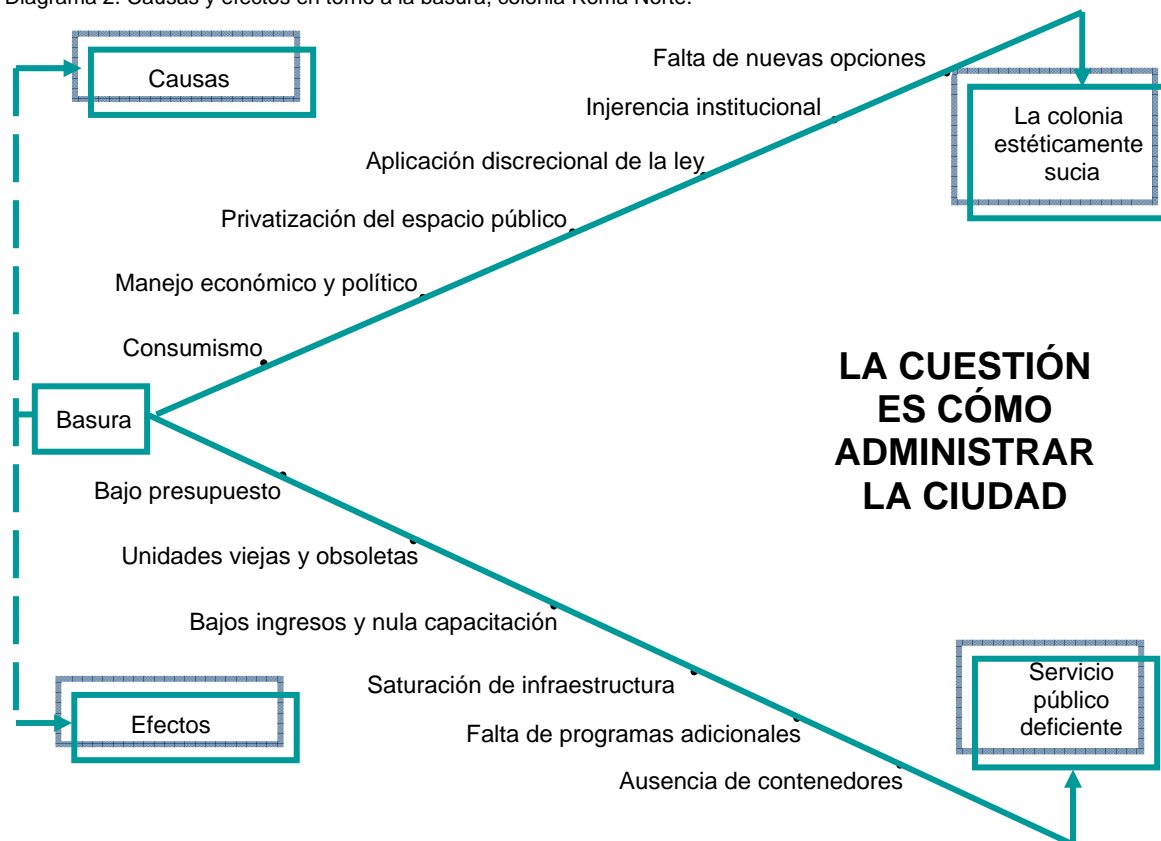 Diagrama 2. Causas y efectos en torno a la basura, colonia Roma Norte.
Causas
Falta de nuevas opciones
Injerencia institucional
La colonia
estéticamente
sucia
Aplicación discrecional de la ley
Privatización del espacio público
Manejo económico y político
Consumismo
LA CUESTIÓN
ES CÓMO
ADMINISTRAR
LA CIUDAD
Basura
Bajo presupuesto
Unidades viejas y obsoletas
Bajos ingresos y nula capacitación
Saturación de infraestructura
Falta de programas adicionales
Ausencia de contenedores
Efectos
Servicio
público
deficiente